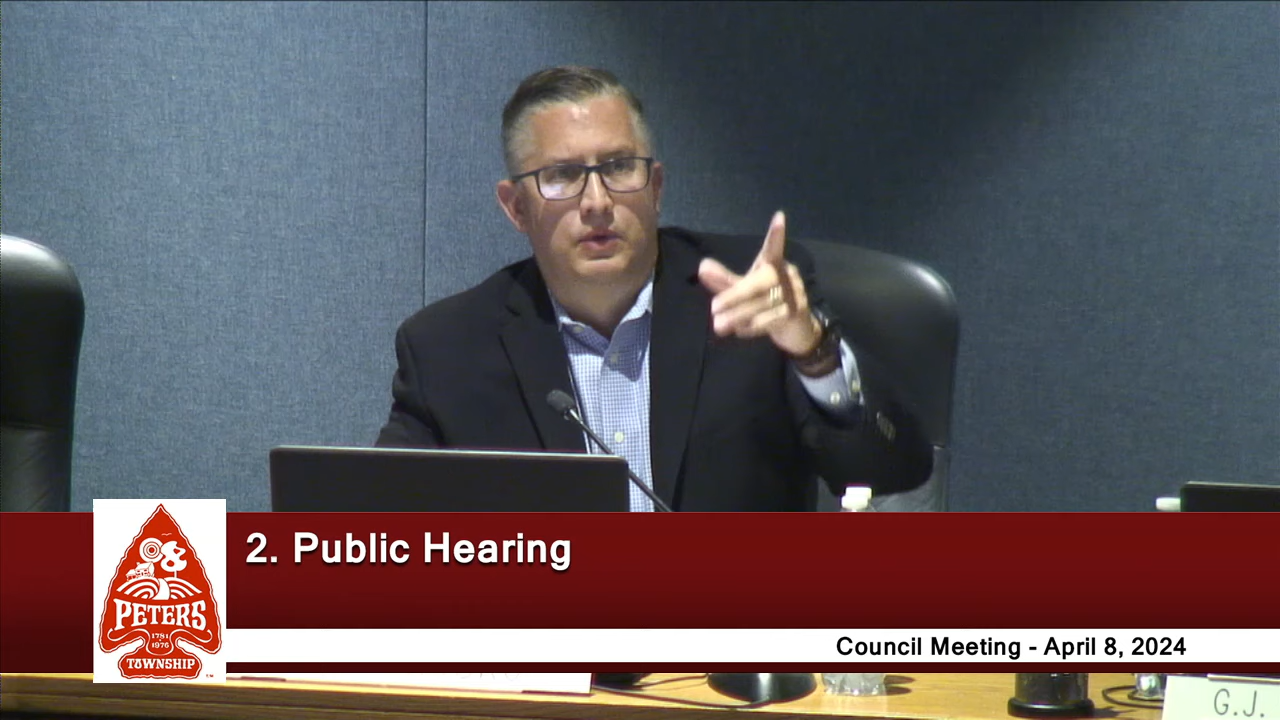 2. Public Hearing
PETERS
1781
1976
TOWNSHIP
Council Meeting - April 8, 2024
G.J.